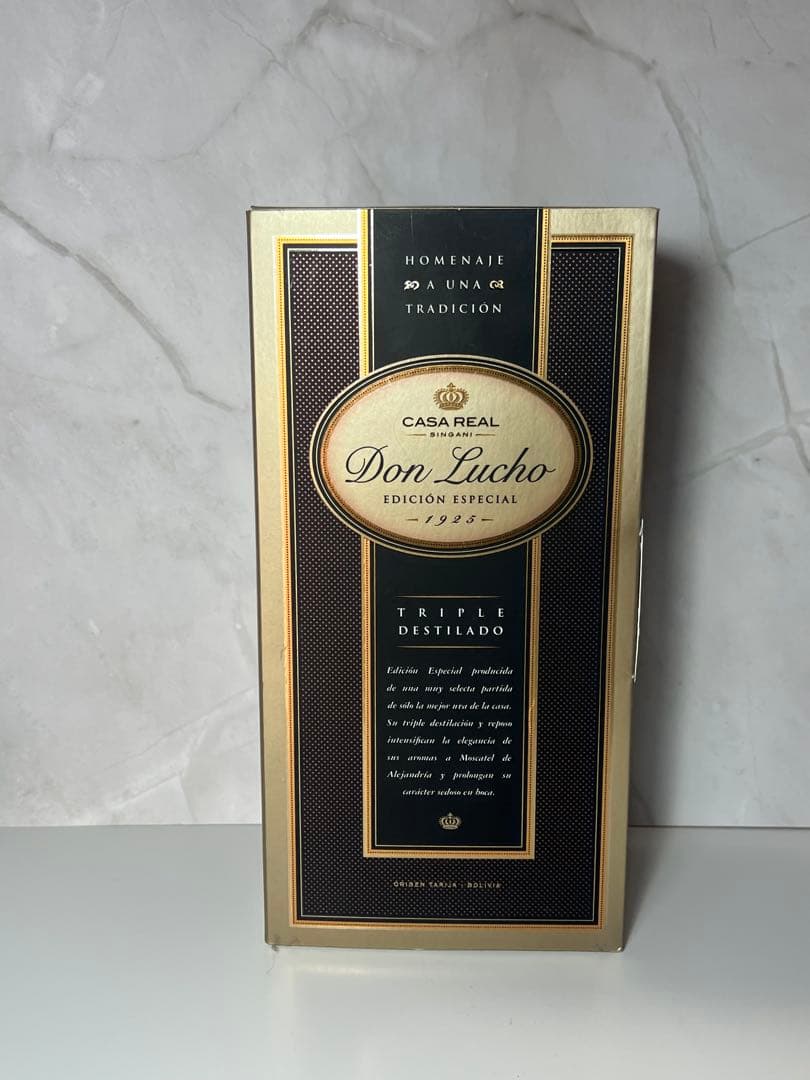 HOMENAJE
A UNA
TRADICIÓN
CASA REAL
SINGANI
Don Lucho
EDICIÓN ESPECIAL
1925
TRIPLE
DESTILADO
Edición Especial producida
de una muy selecta partida
de sólo la mejor uva de la casa.
Su triple destilación y reposo
intensifican la elegancia de
sus aromas a Moscatel de
Alejandría y prolongan su
carácter sedoso en boca.
ORIGEN TARIJA - BOLIVIA